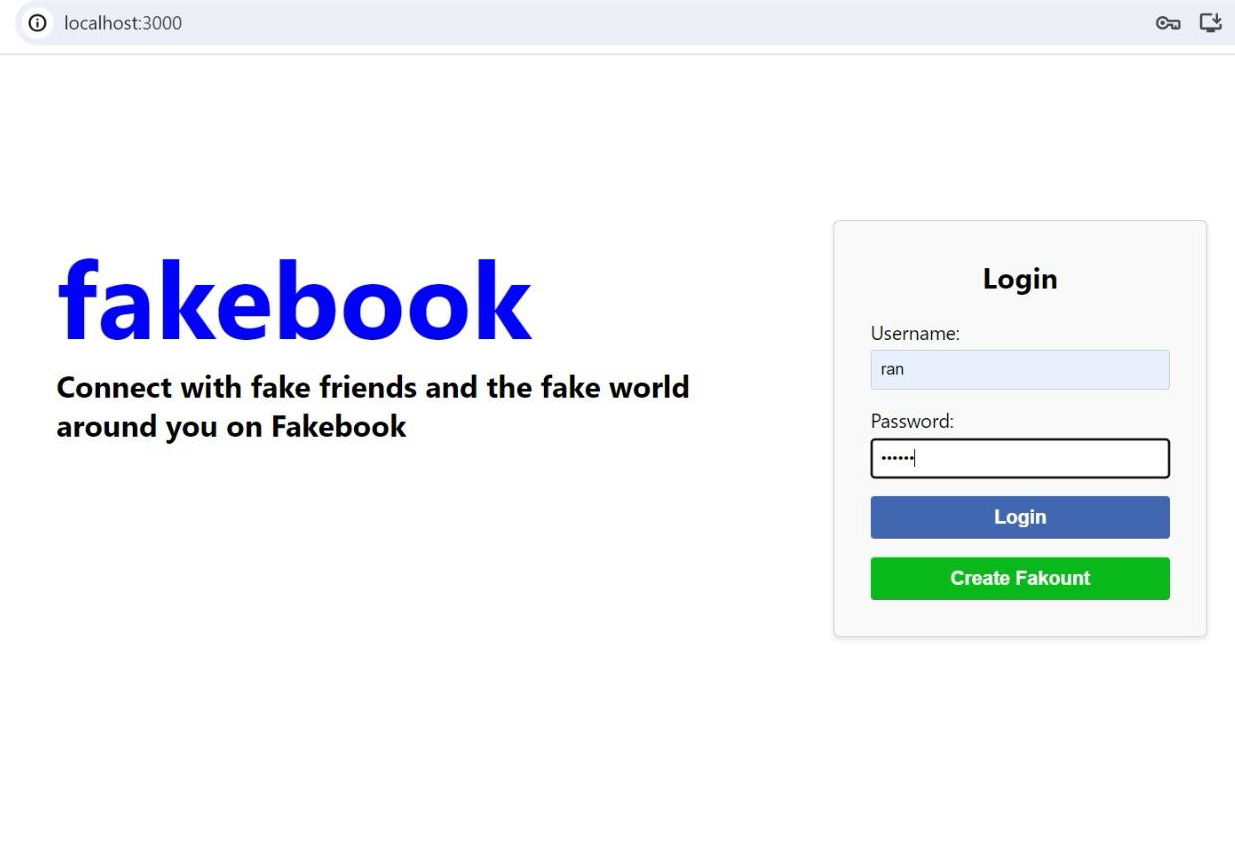 localhost:3000
fakebook
Connect with fake friends and the fake world
around you on Fakebook
Login
Username:
ran
Password:
••••••
Login
Create Fakount